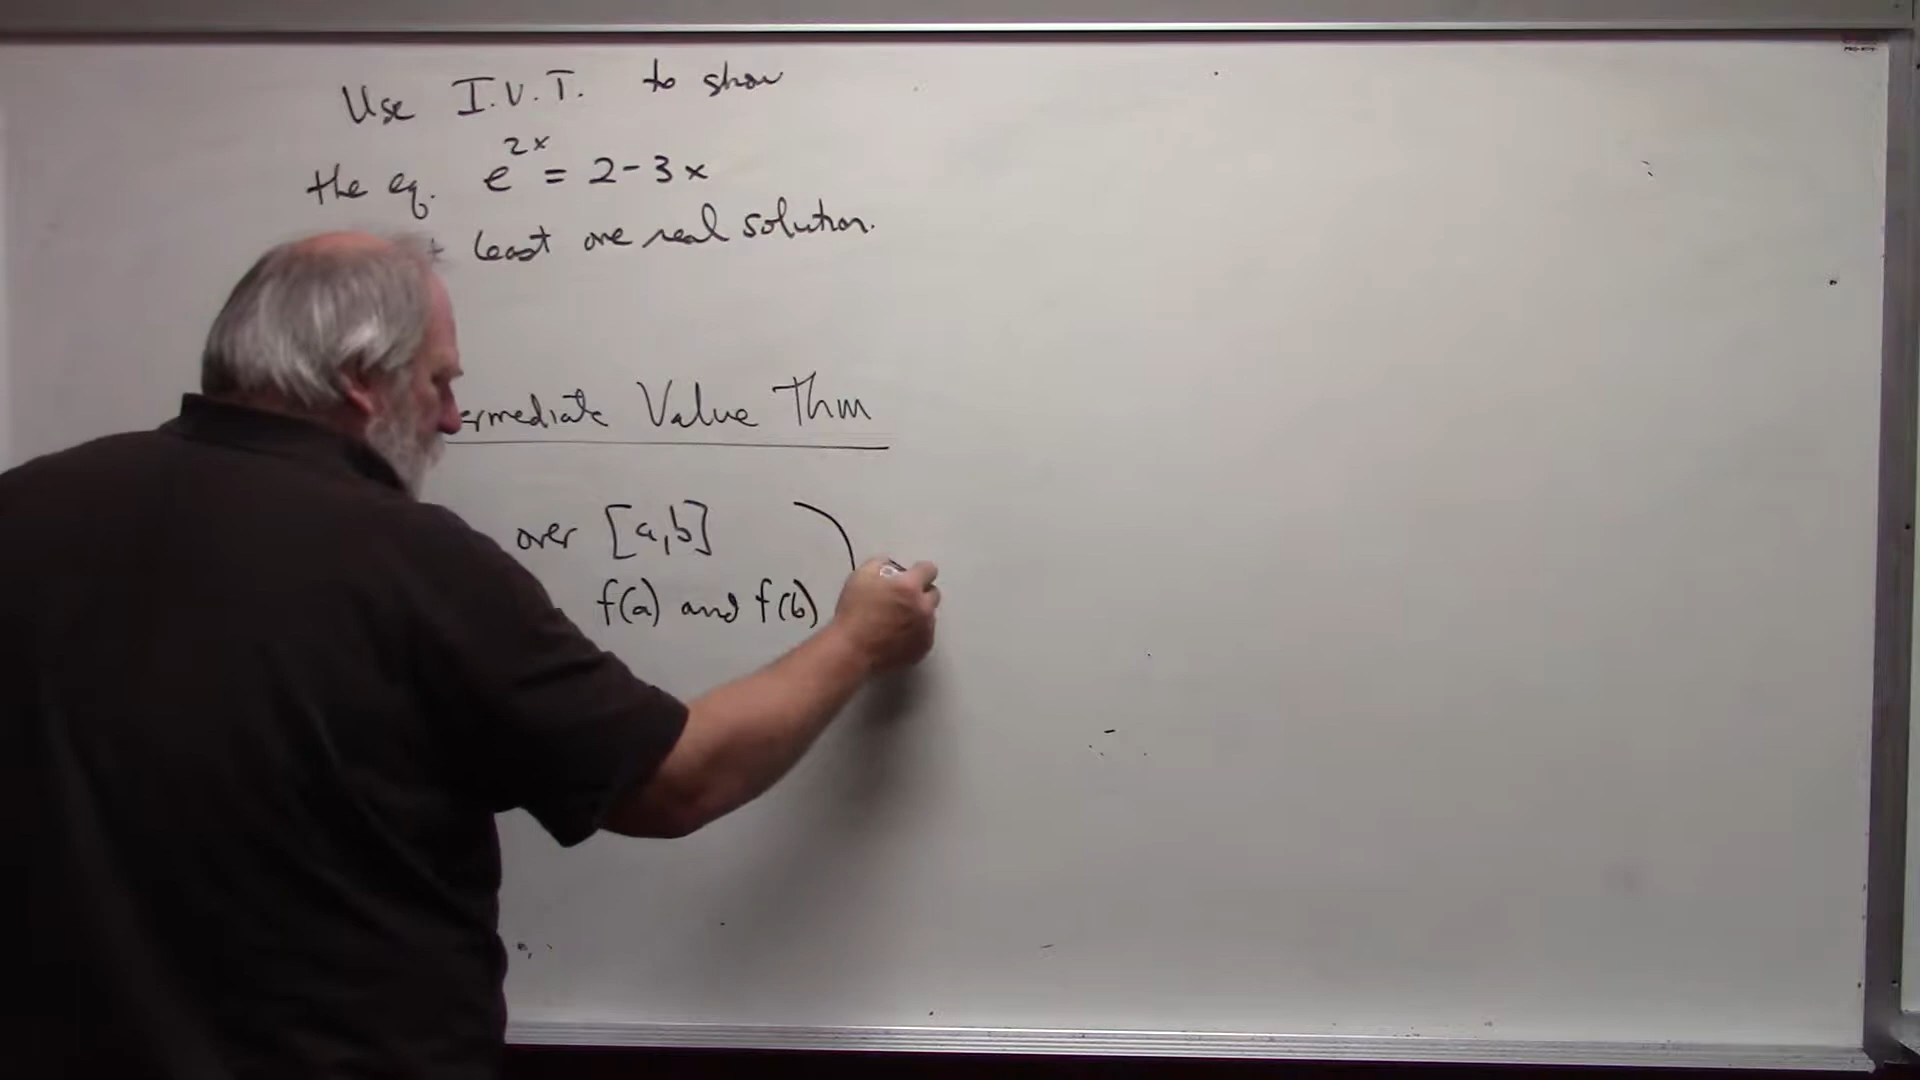 Use I.V.T. to show
the eq. e^2x = 2-3x
least one real solution.
ermediate Value Thm
over [a,b]
f(a) and f(b)